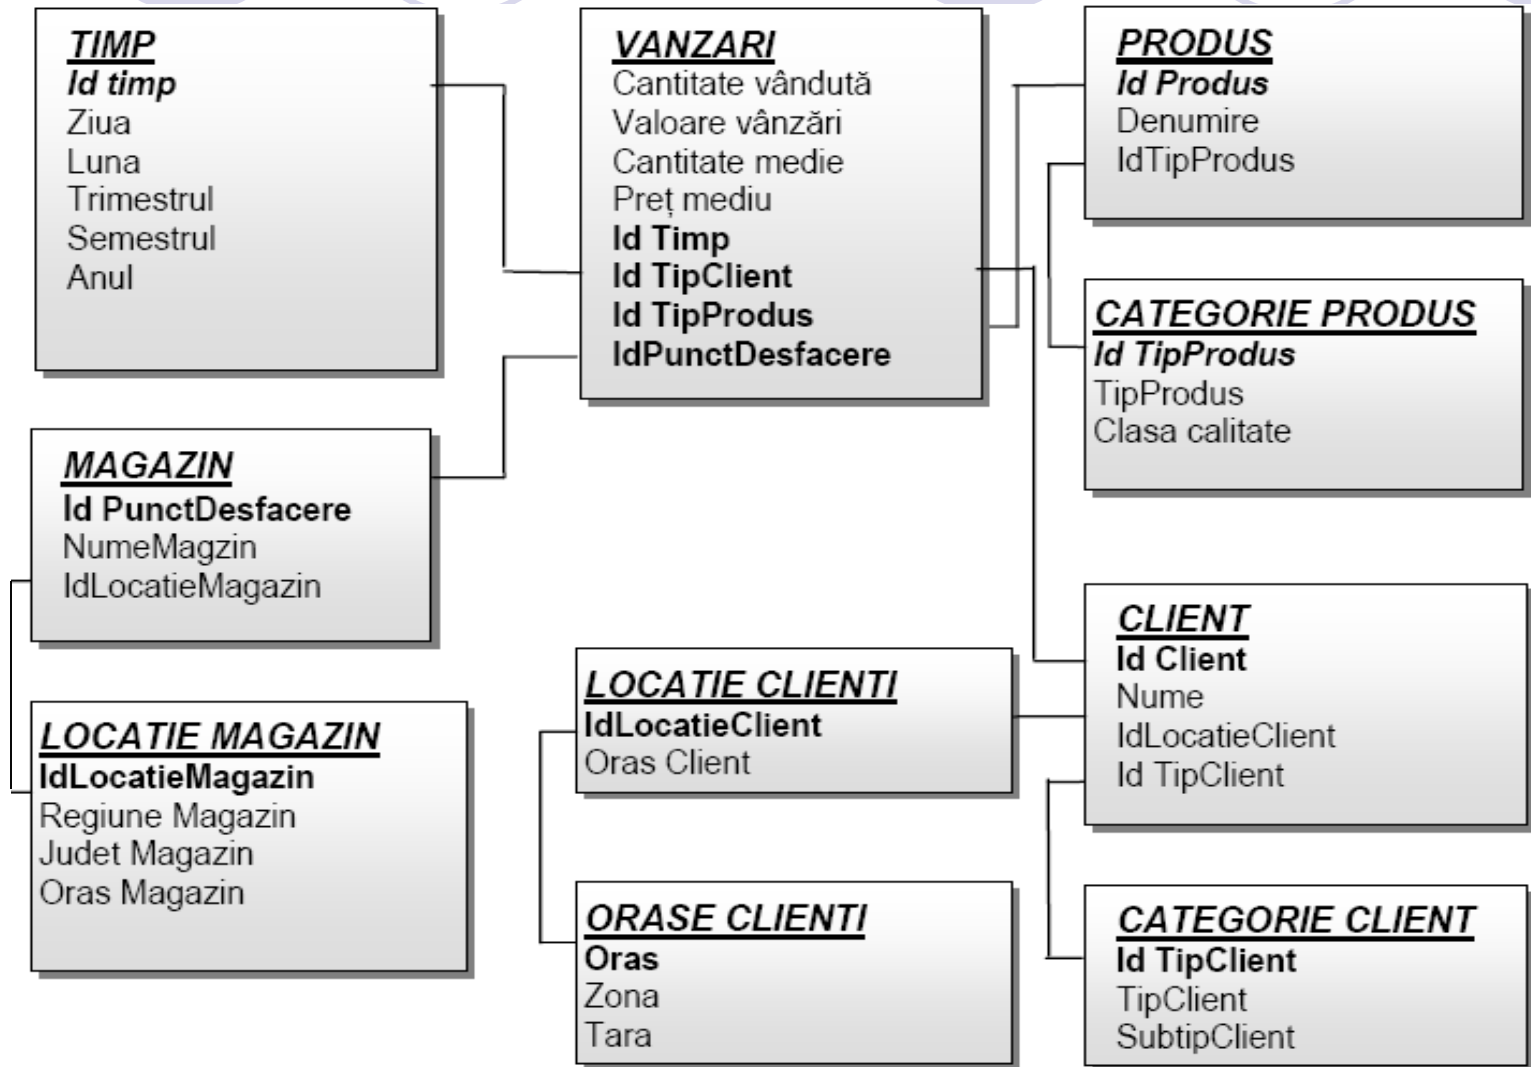 TIMP
Id timp
Ziua
Luna
Trimestrul
Semestrul
Anul
VANZARI
Cantitate vândută
Valoare vânzări
Cantitate medie
Preț mediu
Id Timp
Id TipClient
Id TipProdus
IdPunctDesfacere
PRODUS
Id Produs
Denumire
IdTipProdus
CATEGORIE PRODUS
Id TipProdus
TipProdus
Clasa calitate
MAGAZIN
Id PunctDesfacere
NumeMagzin
IdLocatieMagazin
LOCATIE MAGAZIN
IdLocatieMagazin
Regiune Magazin
Judet Magazin
Oras Magazin
LOCATIE CLIENTI
IdLocatieClient
Oras Client
ORASE CLIENTI
Oras
Zona
Tara
CLIENT
Id Client
Nume
IdLocatieClient
Id TipClient
CATEGORIE CLIENT
Id TipClient
TipClient
SubtipClient